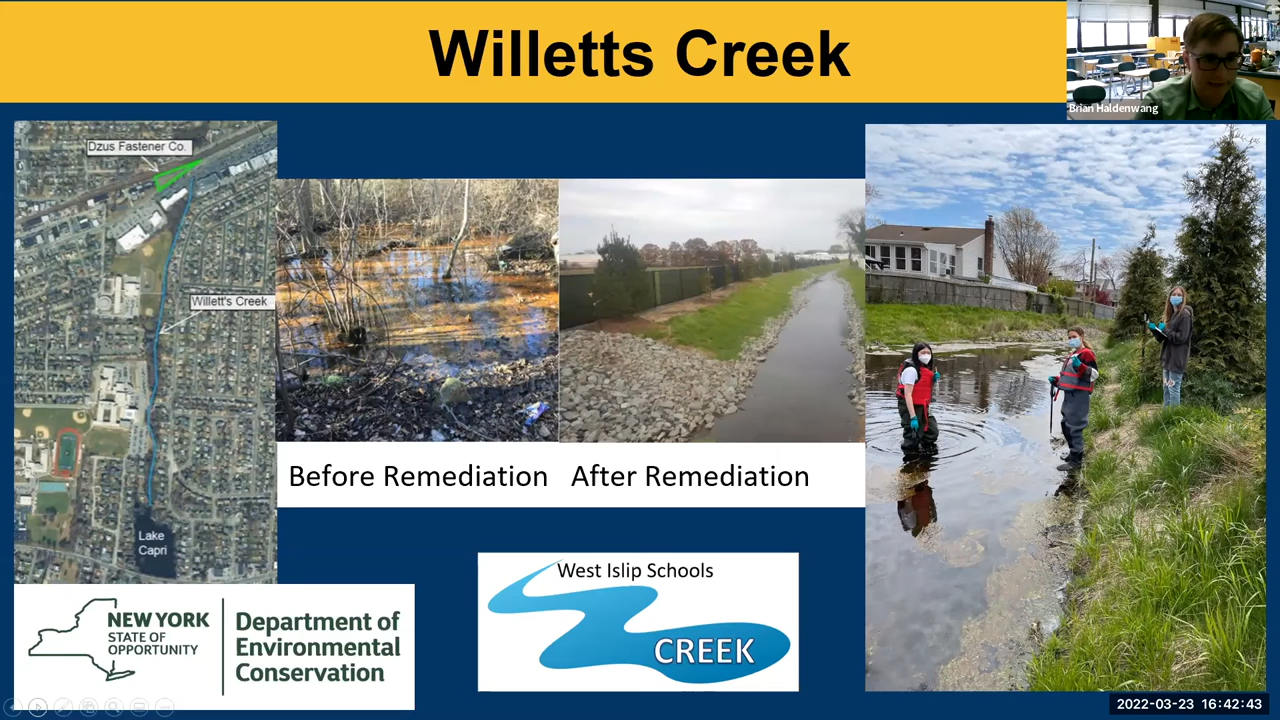 Willetts Creek
Brian Haldenwang
Dzus Fastener Co.
Willett's Creek
Lake
Capri
Before Remediation
After Remediation
NEW YORK
STATE OF
OPPORTUNITY
Department of
Environmental
Conservation
West Islip Schools
CREEK
2022-03-23 16:42:43